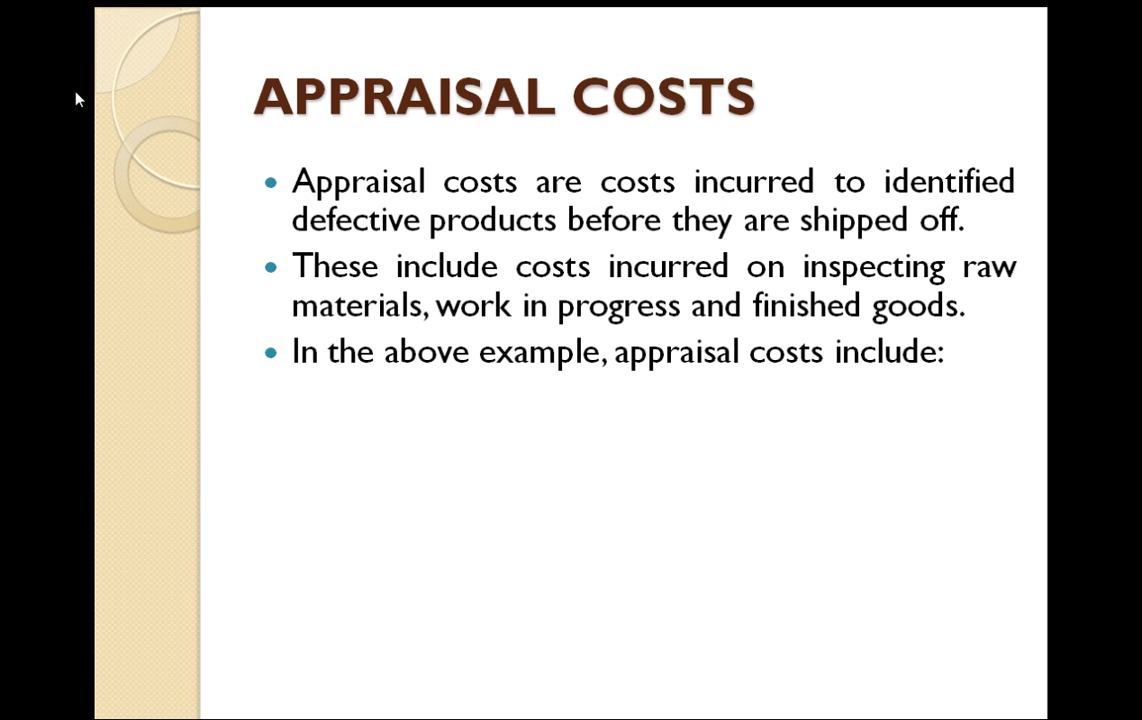 APPRAISAL COSTS
• Appraisal costs are costs incurred to identified
defective products before they are shipped off.
• These include costs incurred on inspecting raw
materials, work in progress and finished goods.
• In the above example, appraisal costs include: